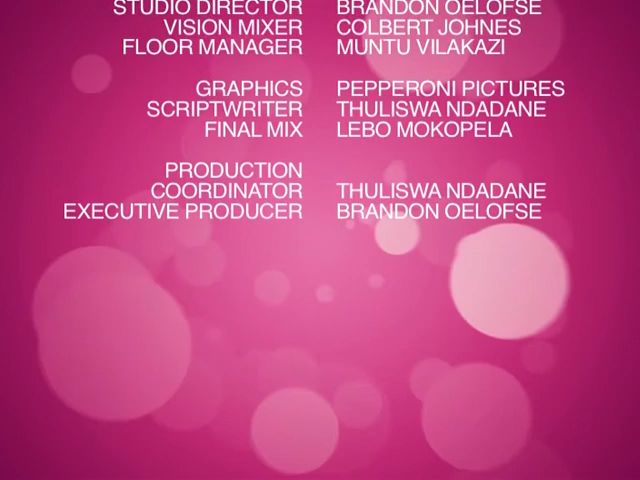 STUDIO DIRECTOR BRANDON OELOFSE
VISION MIXER COLBERT JOHNES
FLOOR MANAGER MUNTU VILAKAZI
GRAPHICS PEPPERONI PICTURES
SCRIPTWRITER THULISWA NDADANE
FINAL MIX LEBO MOKOPELA
PRODUCTION
COORDINATOR THULISWA NDADANE
EXECUTIVE PRODUCER BRANDON OELOFSE